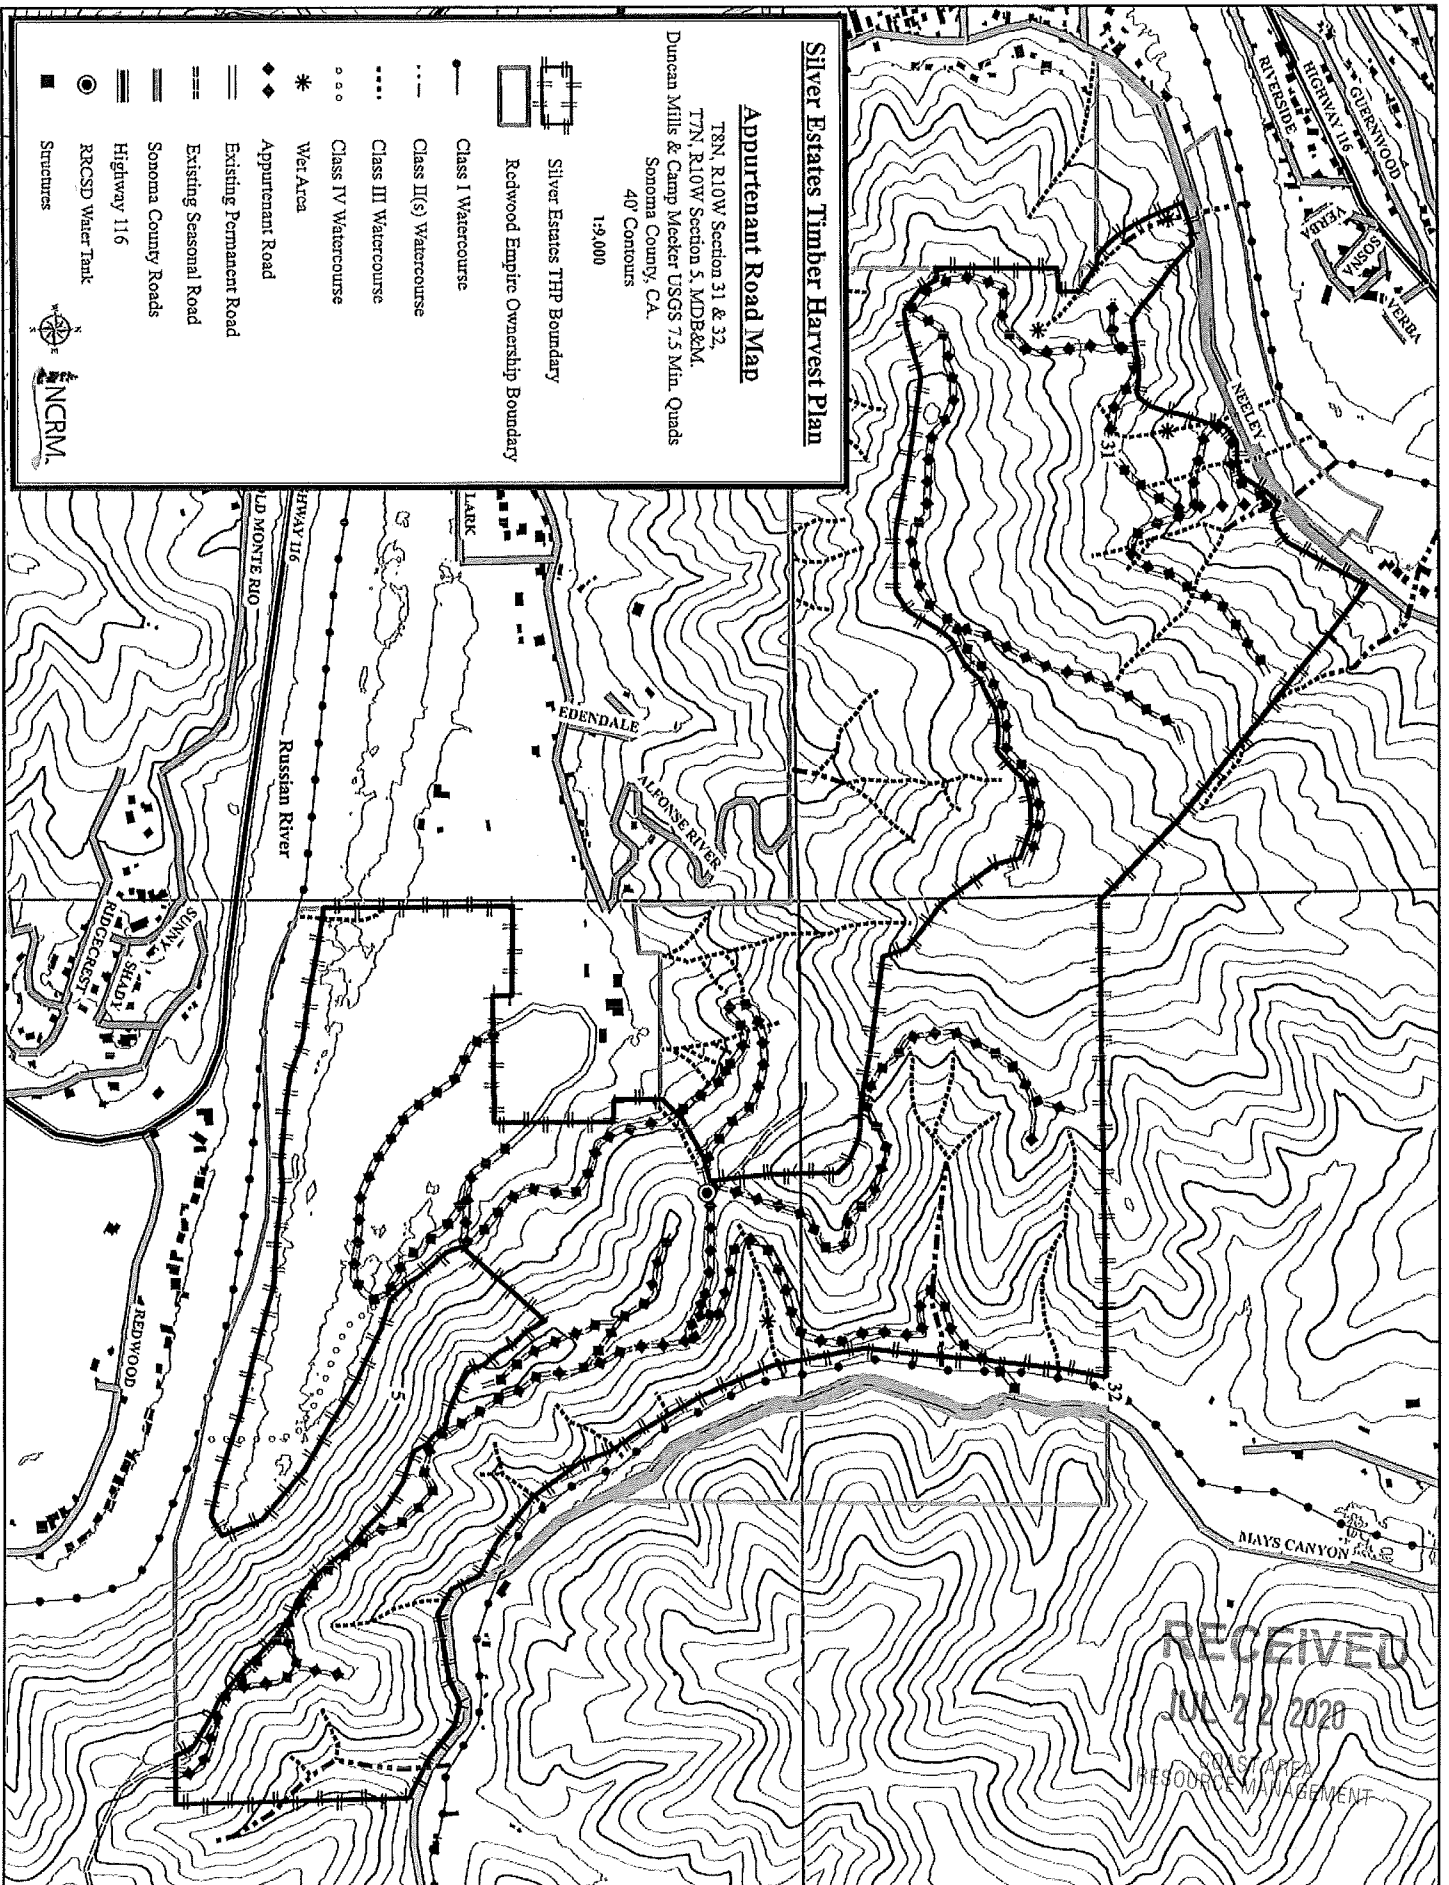 Silver Estates Timber Harvest Plan
Appurtenant Road Map
T8N, R10W Section 31 & 32,
T7N, R10W Section 5, MDB&M.
Duncan Mills & Camp Meeker USGS 7.5 Min. Quads
Sonoma County, CA.
40' Contours
1:9,000
Silver Estates THP Boundary
Redwood Empire Ownership Boundary
Class I Watercourse
Class II(s) Watercourse
Class III Watercourse
Class IV Watercourse
Wet Area
Appurtenant Road
Existing Permanent Road
Existing Seasonal Road
Sonoma County Roads
Highway 116
RRCSD Water Tank
Structures
N
W
E
S
NCRM.
GUERNWOOD
HIGHWAY 116
RIVERSIDE
VERBA
SOSNA
VERBA
NEELEY
31
LARK
HWAY 116
LD MONTE RIO
EDENDALE
ALFONSE RIVER
Russian River
SUNNY
SHADY
RIDGECREST
REDWOOD
5
32
MAYS CANYON
RECEIVED
JUL 22 2020
COAST AREA
RESOURCE MANAGEMENT